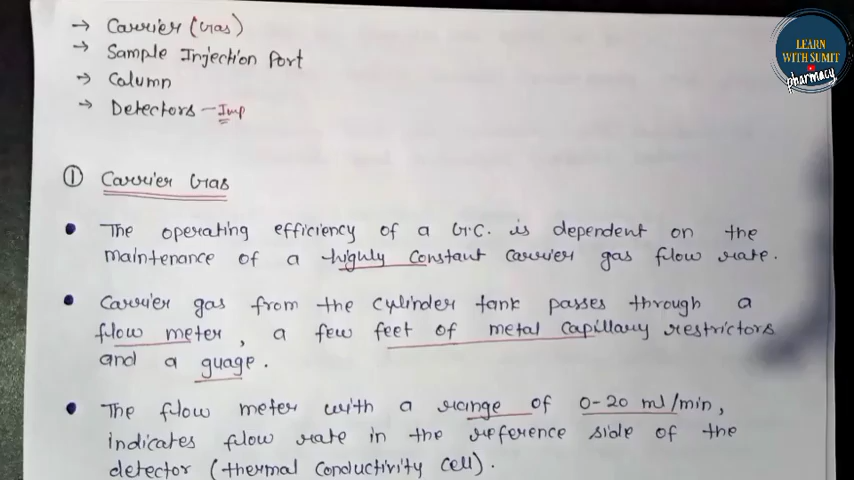 → Carrier (Gas)
→ Sample Injection Port
→ Column
→ Detectors - Imp
① Carrier Gas
• The operating efficiency of a G.C. is dependent on the
maintenance of a highly constant carrier gas flow rate.
• Carrier gas from the cylinder tank passes through a
flow meter, a few feet of metal capillary restrictors
and a guage.
• The flow meter with a range of 0-20 ml/min,
indicates flow rate in the reference side of the
detector (thermal conductivity cell).
LEARN
WITH SUMIT
pharmacy